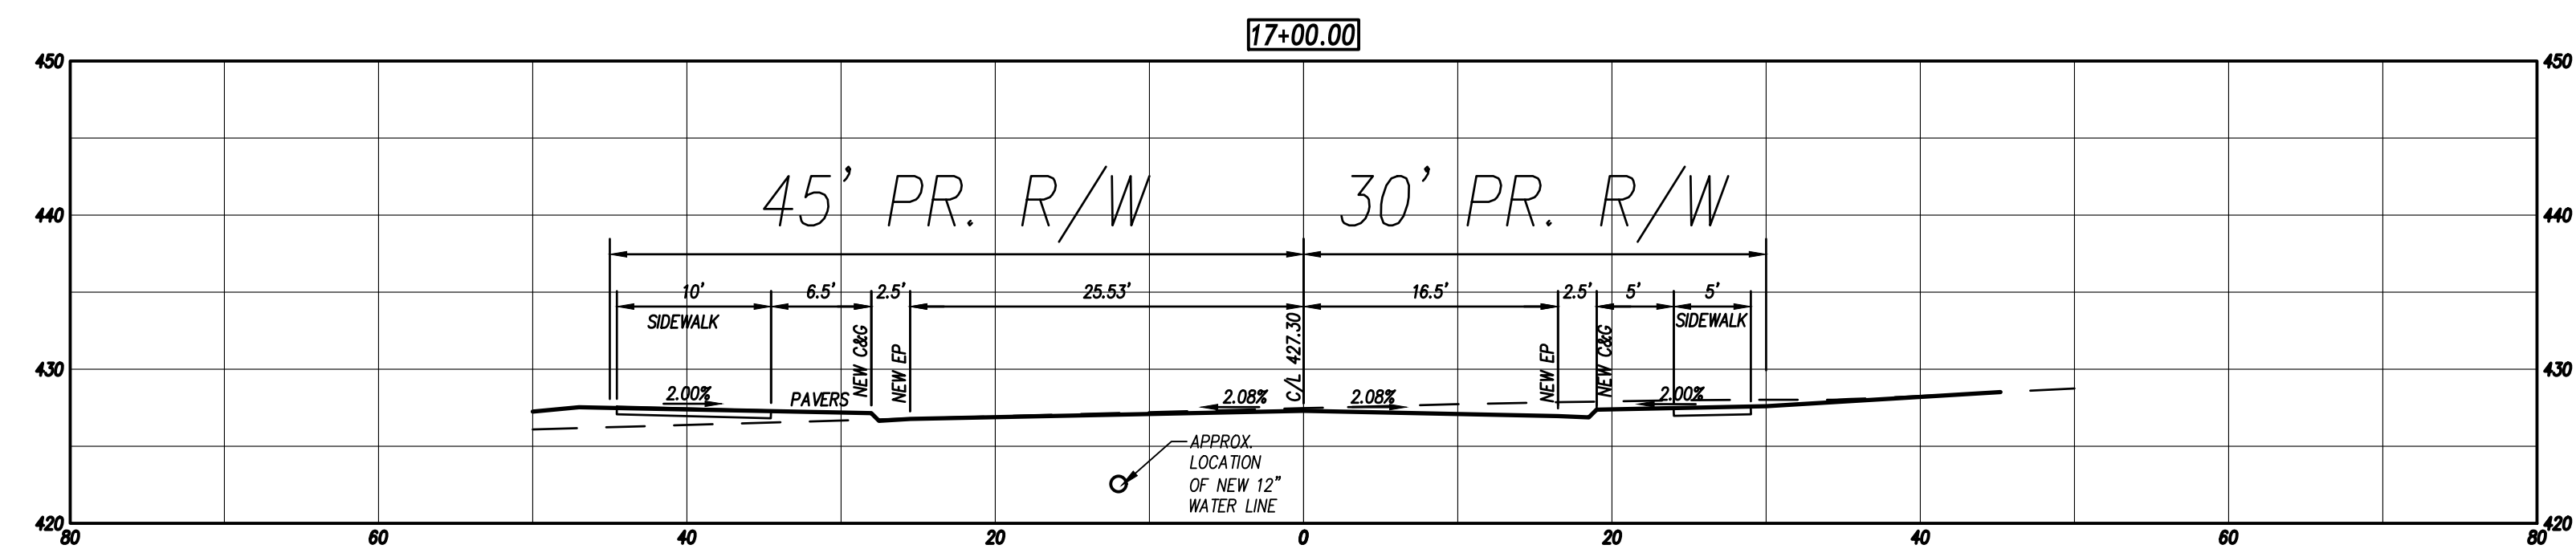 17+00.00
450 450
45' PR. R/W 30' PR. R/W
440 440
10' 6.5' 2.5' 25.53' 16.5' 2.5' 5' 5'
SIDEWALK SIDEWALK
NEW C&G
NEW EP
C/L 427.30
NEW EP
NEW C&G
430 430
2.00% PAVERS 2.08% 2.08% 2.00%
APPROX.
LOCATION
OF NEW 12"
WATER LINE
420 420
80 60 40 20 0 20 40 60 80